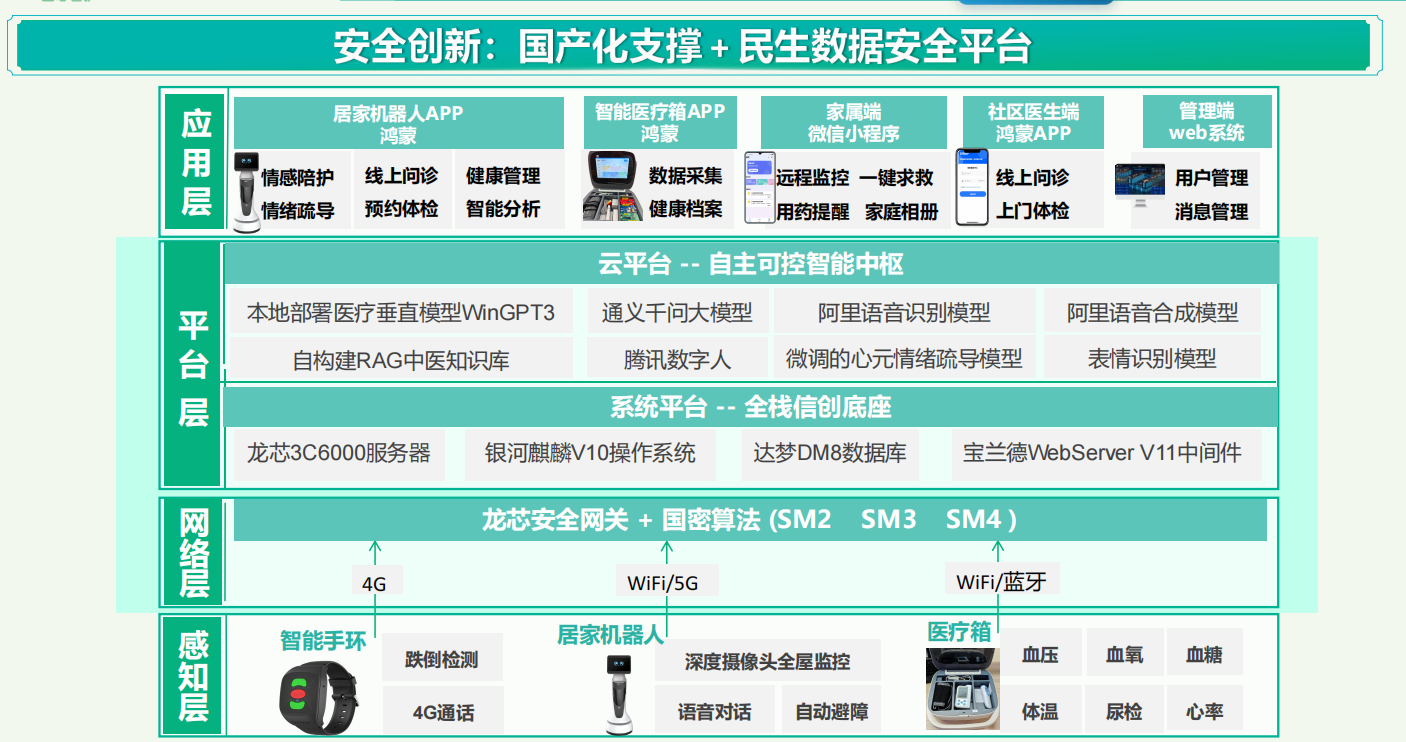 安全创新：国产化支撑 + 民生数据安全平台
应用层
居家机器人APP
鸿蒙
情感陪护
情绪疏导
线上问诊
预约体检
健康管理
智能分析
智能医疗箱APP
鸿蒙
数据采集
健康档案
家属端
微信小程序
远程监控 一键求救
用药提醒 家庭相册
社区医生端
鸿蒙APP
线上问诊
上门体检
管理端
web系统
用户管理
消息管理
平台层
云平台 -- 自主可控智能中枢
本地部署医疗垂直模型WinGPT3
通义千问大模型
阿里语音识别模型
阿里语音合成模型
自构建RAG中医知识库
腾讯数字人
微调的心元情绪疏导模型
表情识别模型
系统平台 -- 全栈信创底座
龙芯3C6000服务器
银河麒麟V10操作系统
达梦DM8数据库
宝兰德WebServer V11中间件
网络层
龙芯安全网关 + 国密算法 (SM2 SM3 SM4 )
4G
WiFi/5G
WiFi/蓝牙
感知层
智能手环
跌倒检测
4G通话
居家机器人
深度摄像头全屋监控
语音对话
自动避障
医疗箱
血压
血氧
血糖
体温
尿检
心率